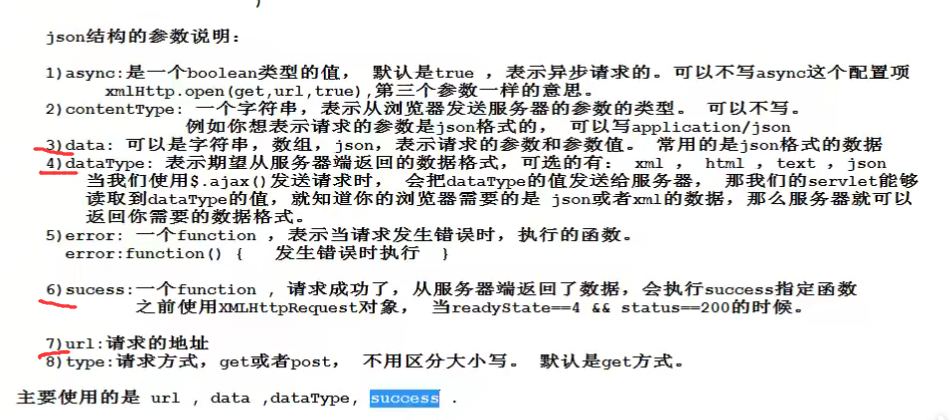 json结构的参数说明：
1)async:是一个boolean类型的值， 默认是true ，表示异步请求的。可以不写async这个配置项
xmlHttp.open(get,url,true),第三个参数一样的意思。
2)contentType: 一个字符串，表示从浏览器发送服务器的参数的类型。 可以不写。
例如你想表示请求的参数是json格式的， 可以写application/json
3)data: 可以是字符串，数组，json，表示请求的参数和参数值。 常用的是json格式的数据
4)dataType: 表示期望从服务器端返回的数据格式，可选的有： xml ， html ，text ，json
当我们使用$.ajax()发送请求时， 会把dataType的值发送给服务器， 那我们的servlet能够
读取到dataType的值，就知道你的浏览器需要的是 json或者xml的数据，那么服务器就可以
返回你需要的数据格式。
5)error: 一个function ，表示当请求发生错误时，执行的函数。
error:function() {   发生错误时执行  }
6)sucess:一个function , 请求成功了，从服务器端返回了数据，会执行success指定函数
之前使用XMLHttpRequest对象， 当readyState==4 && status==200的时候。
7)url:请求的地址
8)type:请求方式，get或者post， 不用区分大小写。 默认是get方式。
主要使用的是 url , data ,dataType, success .